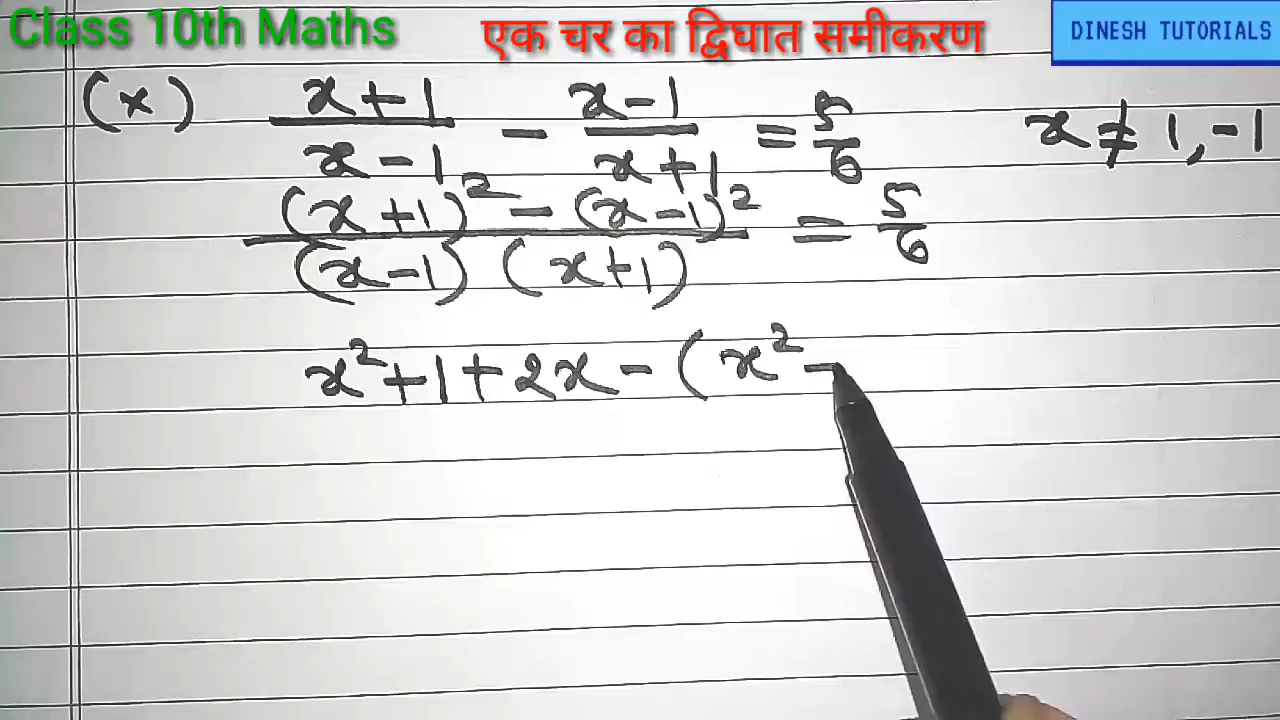 Class 10th Maths एक चर का द्विघात समीकरण DINESH TUTORIALS
(x) x+1/x-1 - x-1/x+1 = 5/6 x ≠ 1, -1
(x+1)² - (x-1)²/(x-1)(x+1) = 5/6
x² + 1 + 2x - (x² -